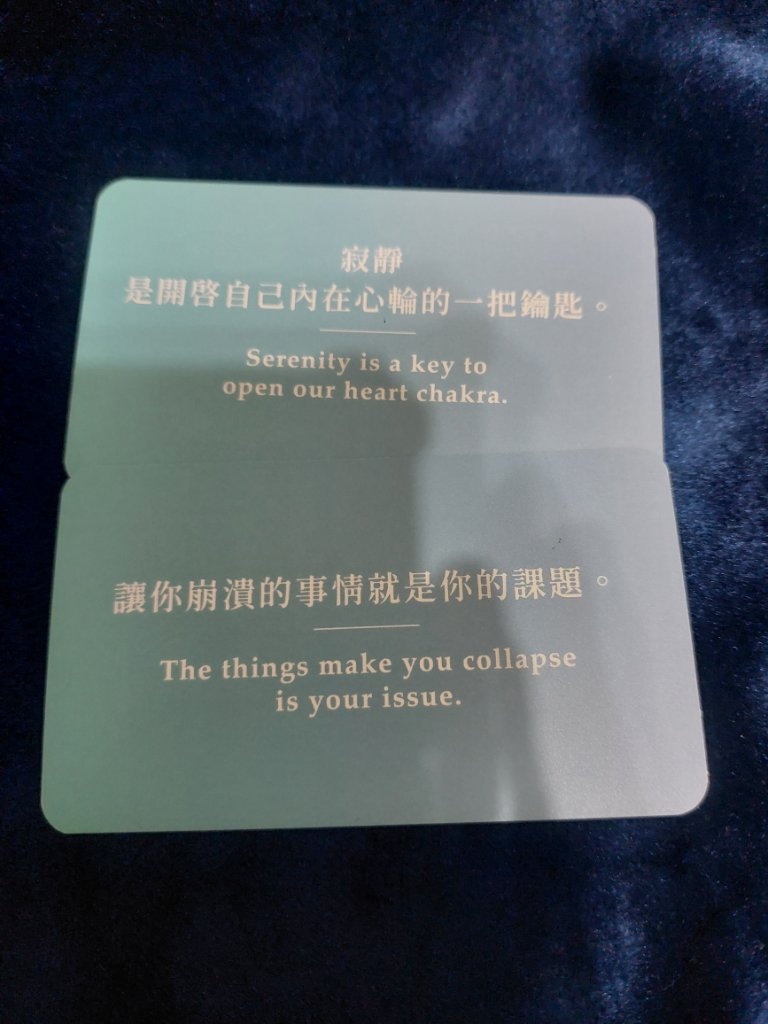 寂靜
是開啓自己內在心輪的一把鑰匙。
Serenity is a key to
open our heart chakra.
讓你崩潰的事情就是你的課題。
The things make you collapse
is your issue.